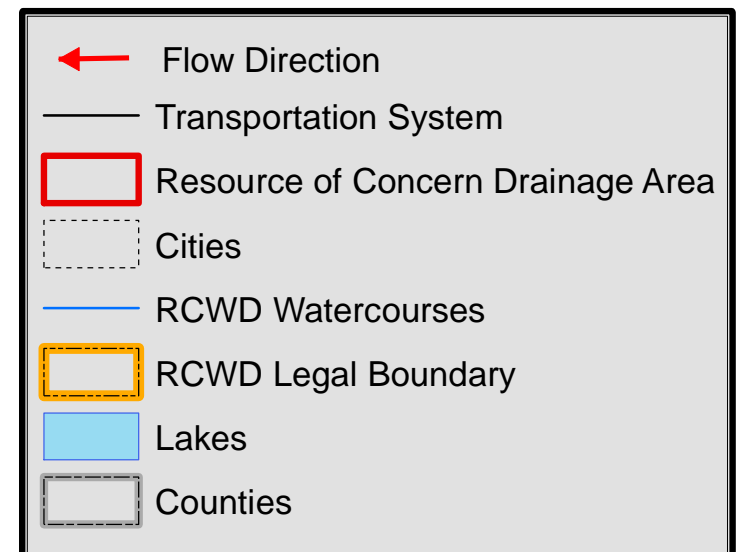 Flow Direction
Transportation System
Resource of Concern Drainage Area
Cities
RCWD Watercourses
RCWD Legal Boundary
Lakes
Counties